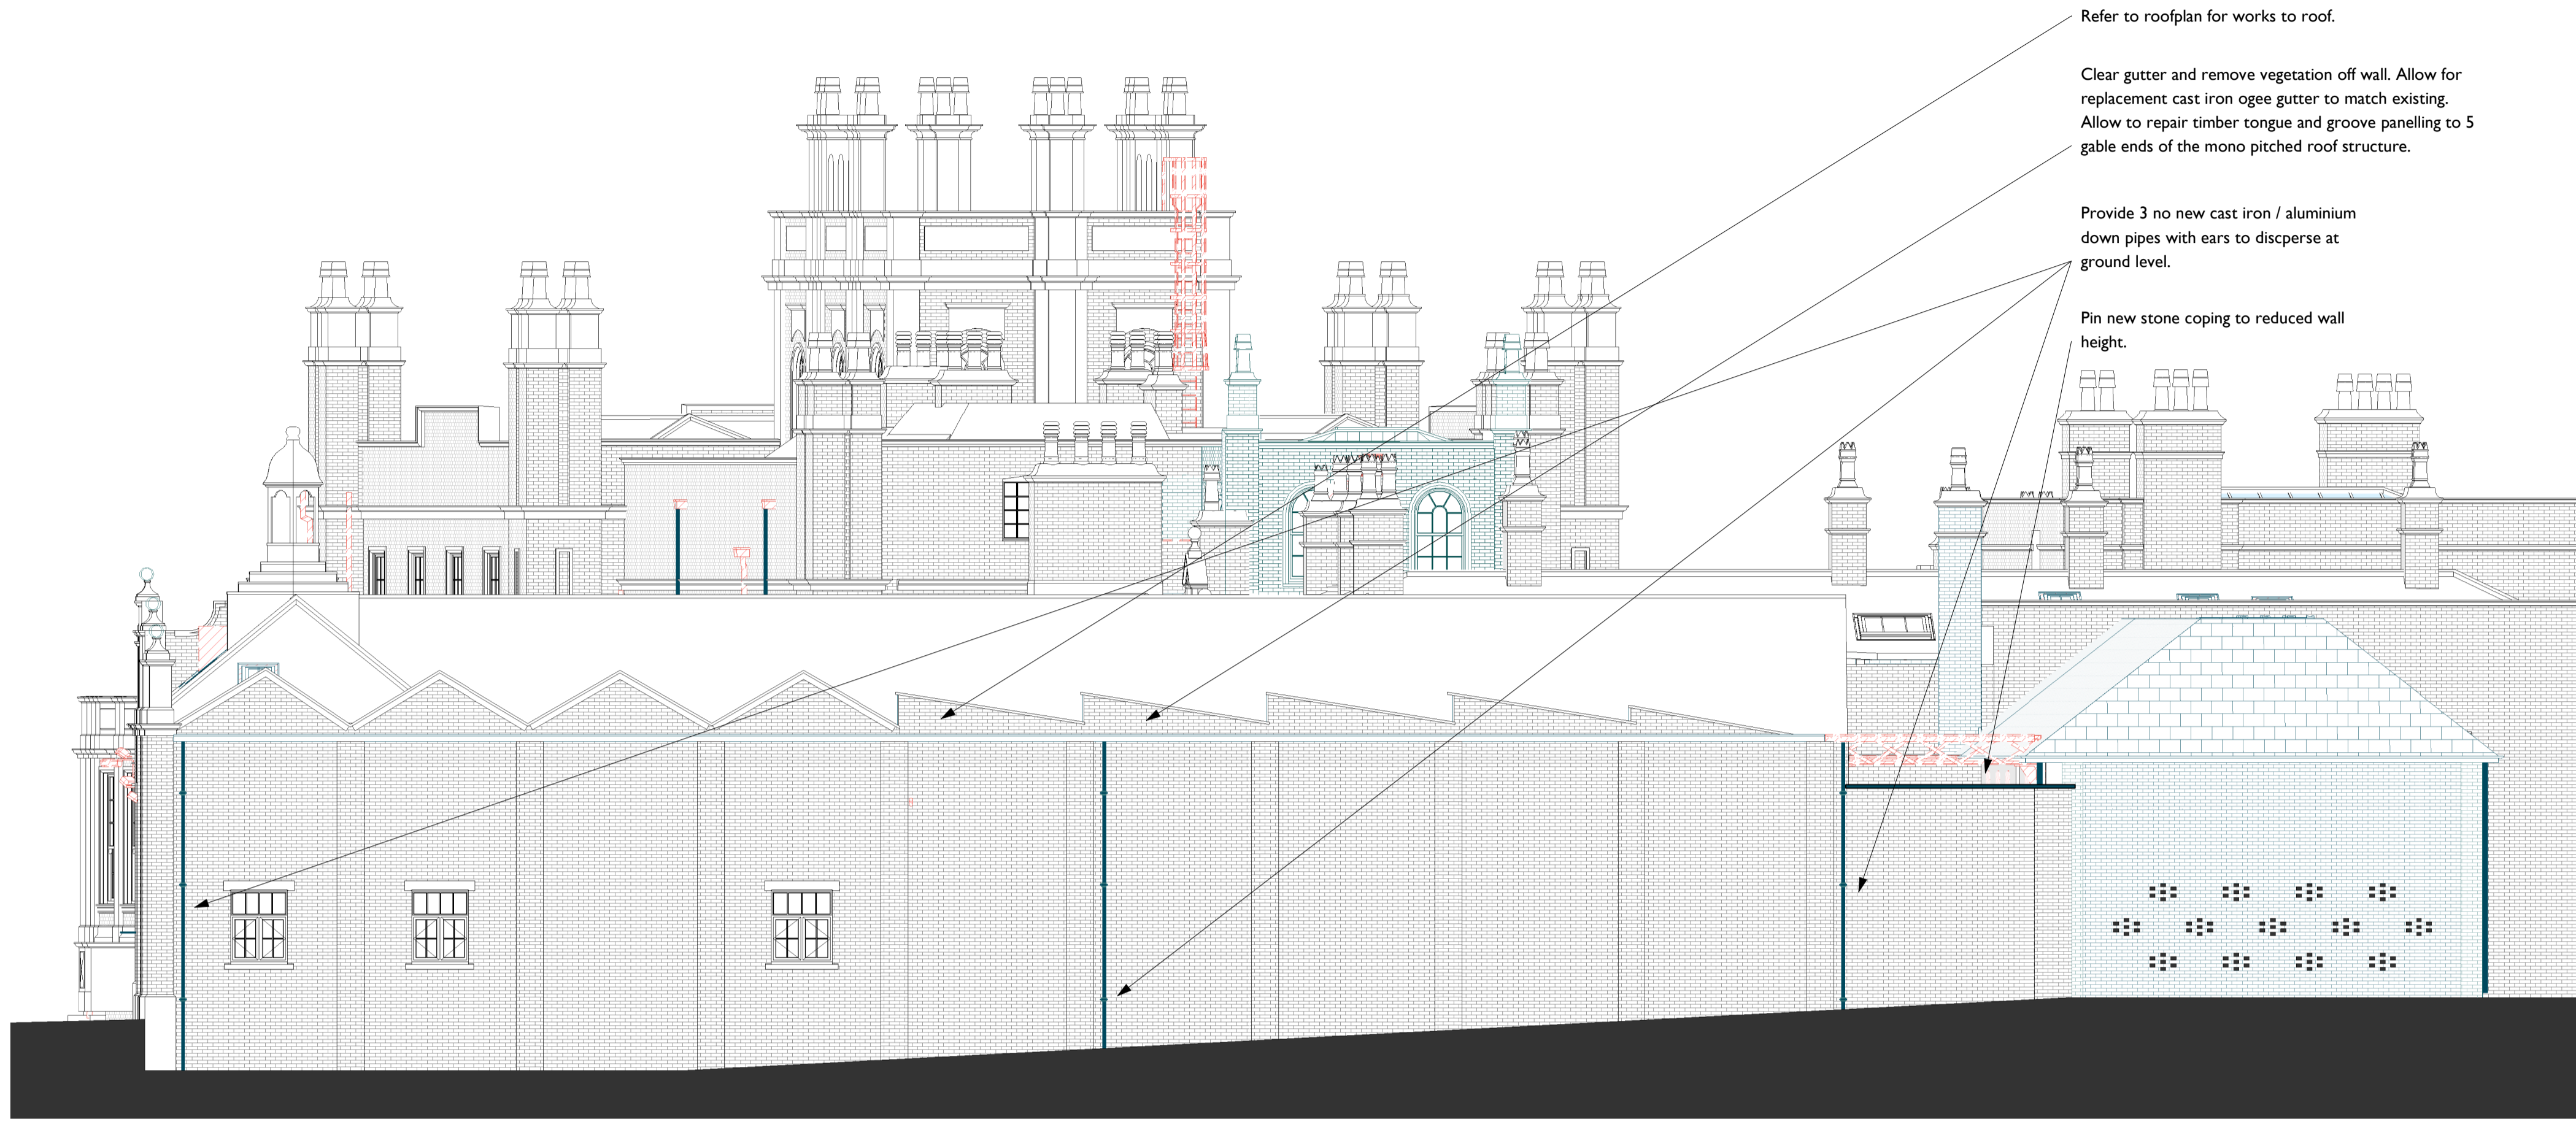 Refer to roofplan for works to roof.
Clear gutter and remove vegetation off wall. Allow for
replacement cast iron ogee gutter to match existing.
Allow to repair timber tongue and groove panelling to 5
gable ends of the mono pitched roof structure.
Provide 3 no new cast iron / aluminium
down pipes with ears to discperse at
ground level.
Pin new stone coping to reduced wall
height.